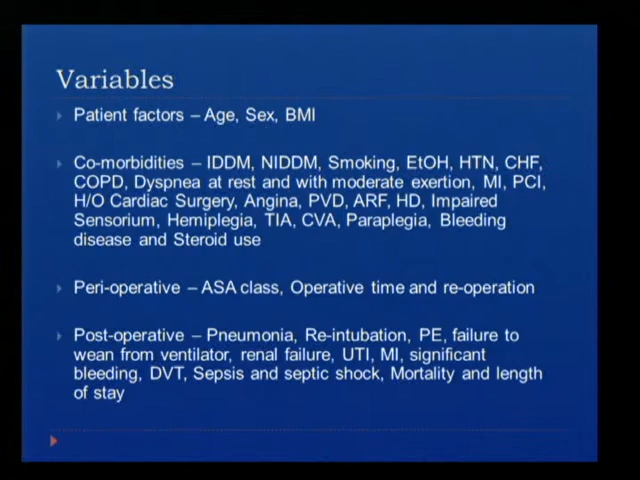 Variables
Patient factors – Age, Sex, BMI
Co-morbidities – IDDM, NIDDM, Smoking, EtOH, HTN, CHF,
COPD, Dyspnea at rest and with moderate exertion, MI, PCI,
H/O Cardiac Surgery, Angina, PVD, ARF, HD, Impaired
Sensorium, Hemiplegia, TIA, CVA, Paraplegia, Bleeding
disease and Steroid use
Peri-operative – ASA class, Operative time and re-operation
Post-operative – Pneumonia, Re-intubation, PE, failure to
wean from ventilator, renal failure, UTI, MI, significant
bleeding, DVT, Sepsis and septic shock, Mortality and length
of stay